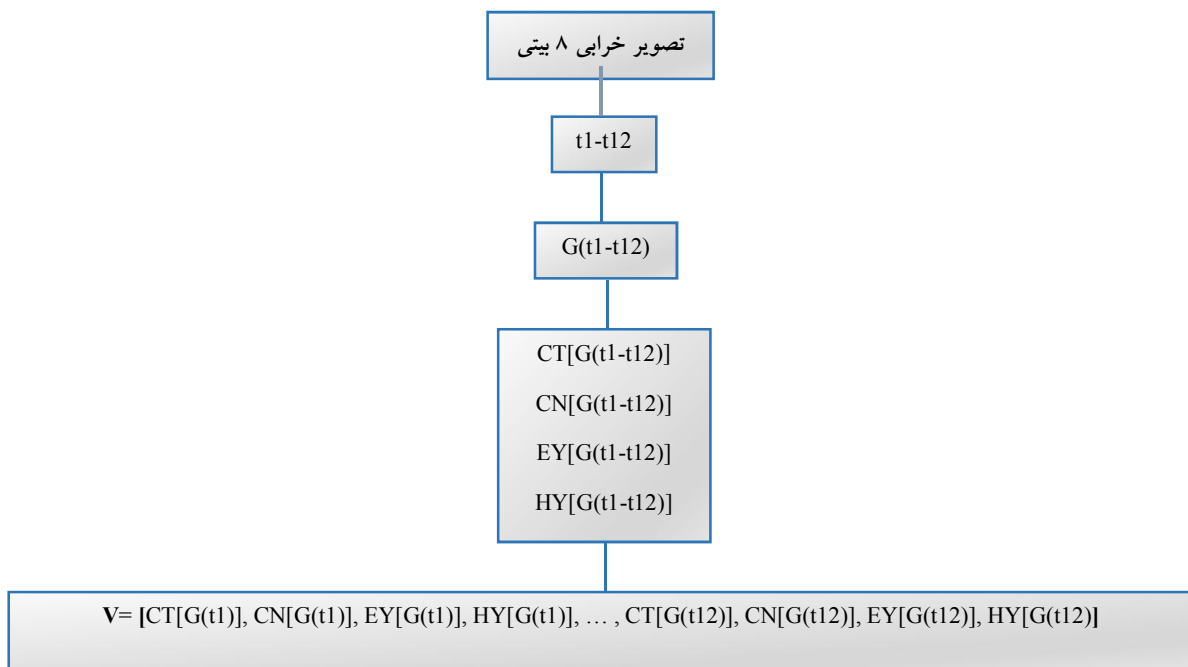 تصویر خرابی ۸ بیتی
t1-t12
G(t1-t12)
CT[G(t1-t12)]
CN[G(t1-t12)]
EY[G(t1-t12)]
HY[G(t1-t12)]
V= [CT[G(t1)], CN[G(t1)], EY[G(t1)], HY[G(t1)], … , CT[G(t12)], CN[G(t12)], EY[G(t12)], HY[G(t12)]